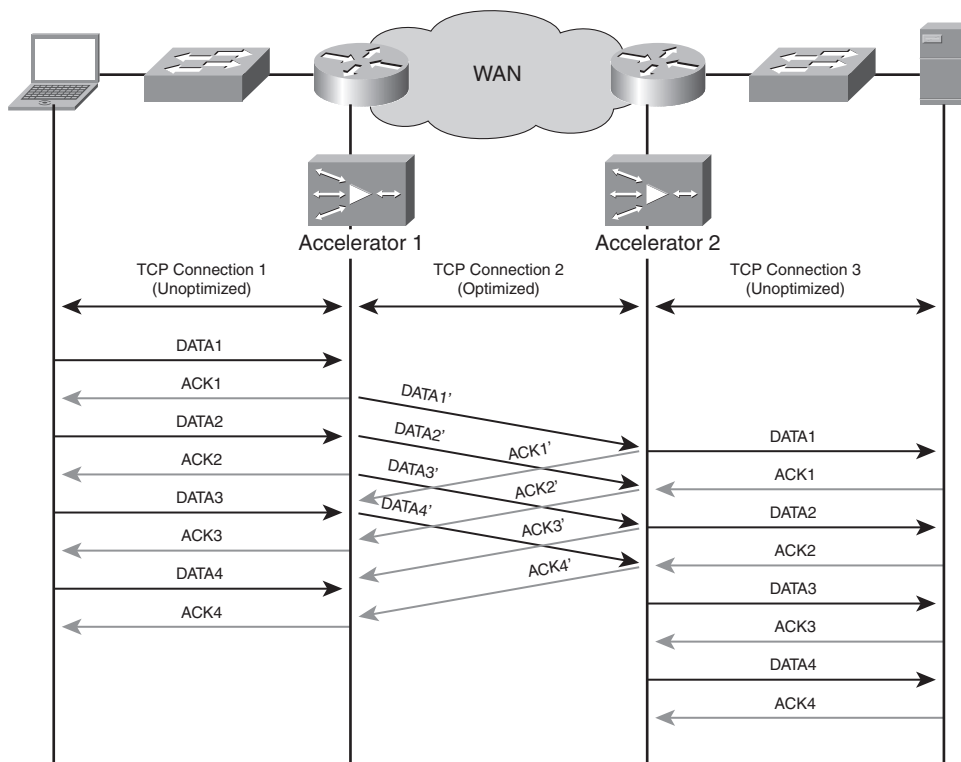 WAN
Accelerator 1
Accelerator 2
TCP Connection 1
(Unoptimized)
TCP Connection 2
(Optimized)
TCP Connection 3
(Unoptimized)
DATA1
ACK1
DATA2
ACK2
DATA3
ACK3
DATA4
ACK4
DATA1’
DATA2’
ACK1’
DATA3’
ACK2’
DATA4’
ACK3’
ACK4’
DATA1
ACK1
DATA2
ACK2
DATA3
ACK3
DATA4
ACK4